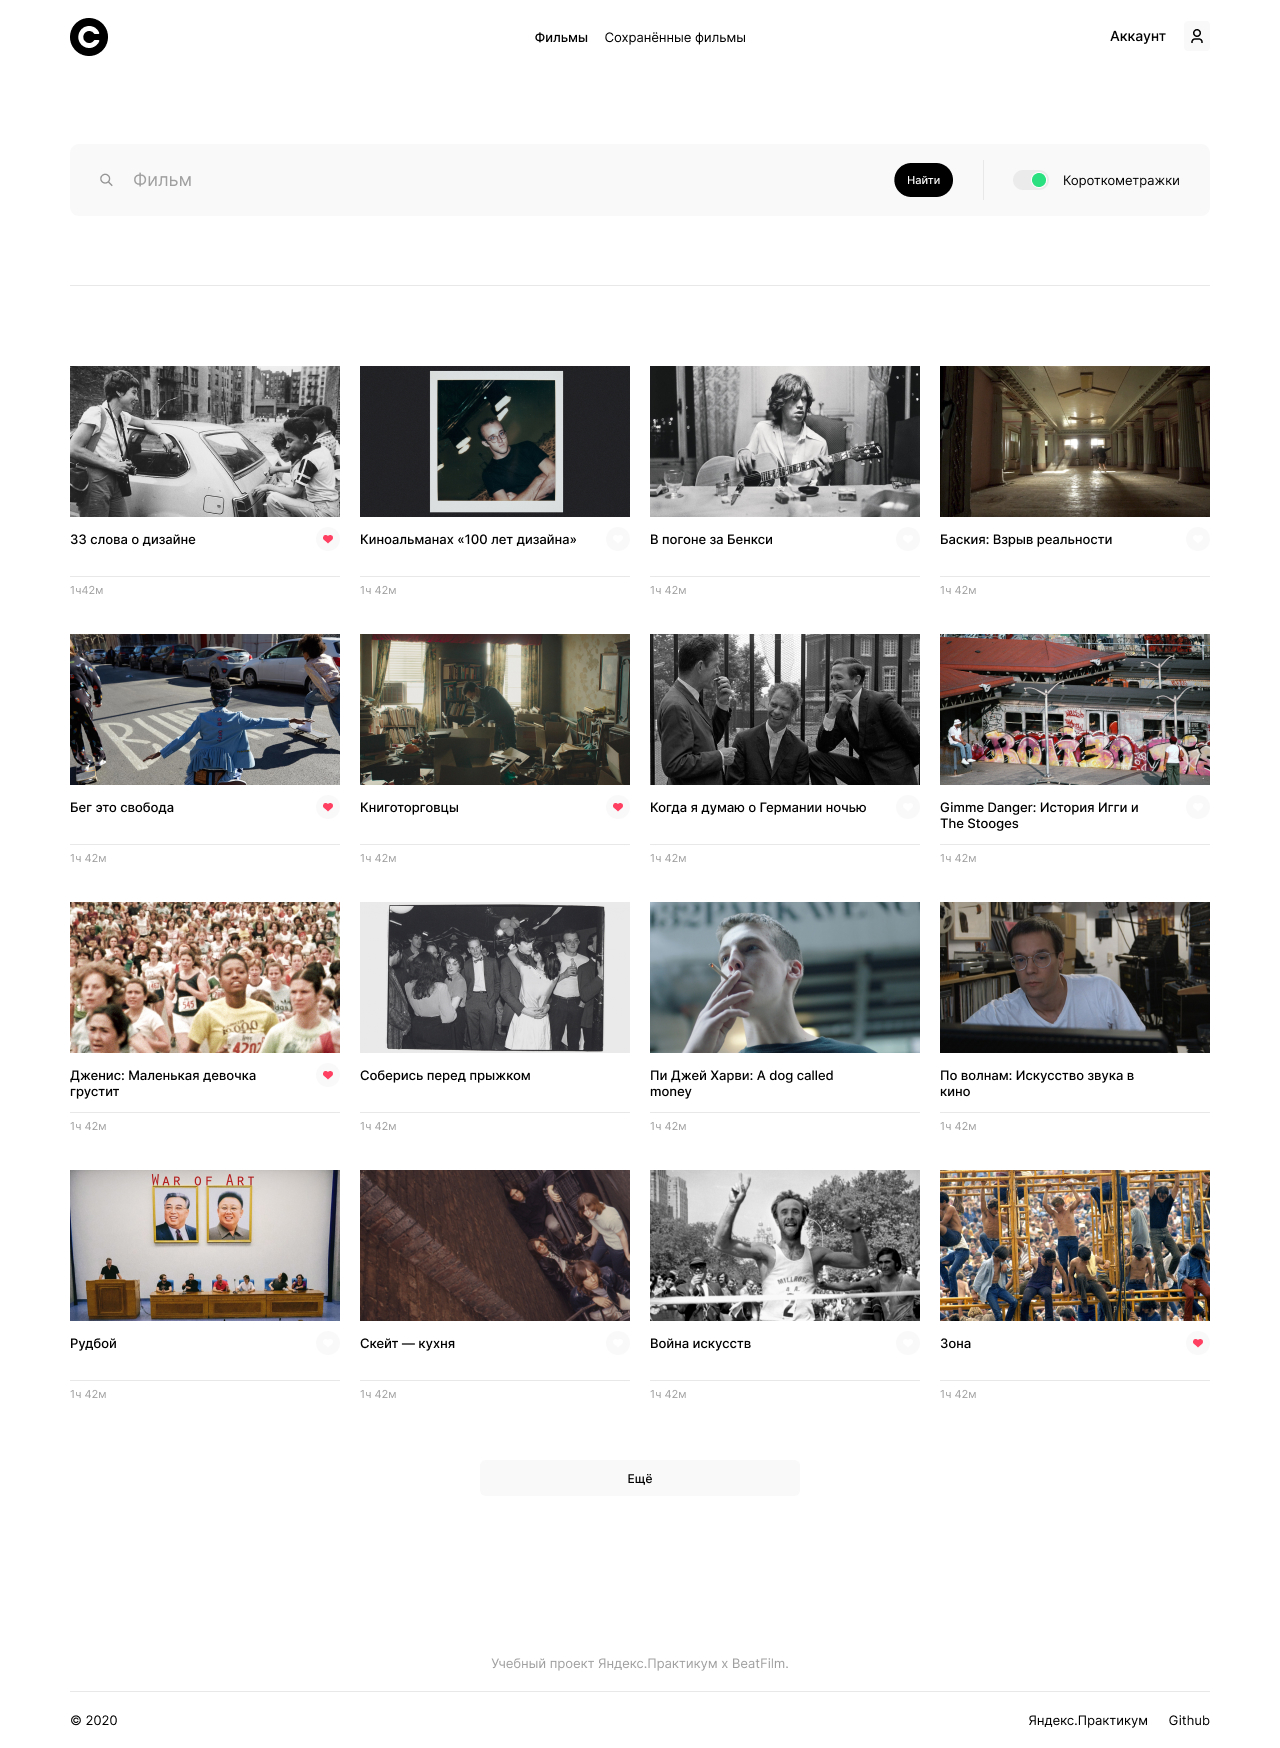 Фильмы Сохранённые фильмы Аккаунт
Фильм Найти Короткометражки
33 слова о дизайне
Киноальманах «100 лет дизайна»
В погоне за Бенкси
Баския: Взрыв реальности
1ч42м
1ч 42м
1ч 42м
1ч 42м
RUN
Бег это свобода
Книготорговцы
Когда я думаю о Германии ночью
Gimme Danger: История Игги и
The Stooges
1ч 42м
1ч 42м
1ч 42м
1ч 42м
Дженис: Маленькая девочка
грустит
Соберись перед прыжком
Пи Джей Харви: A dog called
money
По волнам: Искусство звука в
кино
1ч 42м
1ч 42м
1ч 42м
1ч 42м
WAR OF ART
Рудбой
Скейт — кухня
Война искусств
Зона
1ч 42м
1ч 42м
1ч 42м
1ч 42м
Ещё
Учебный проект Яндекс.Практикум х BeatFilm.
© 2020 Яндекс.Практикум Github